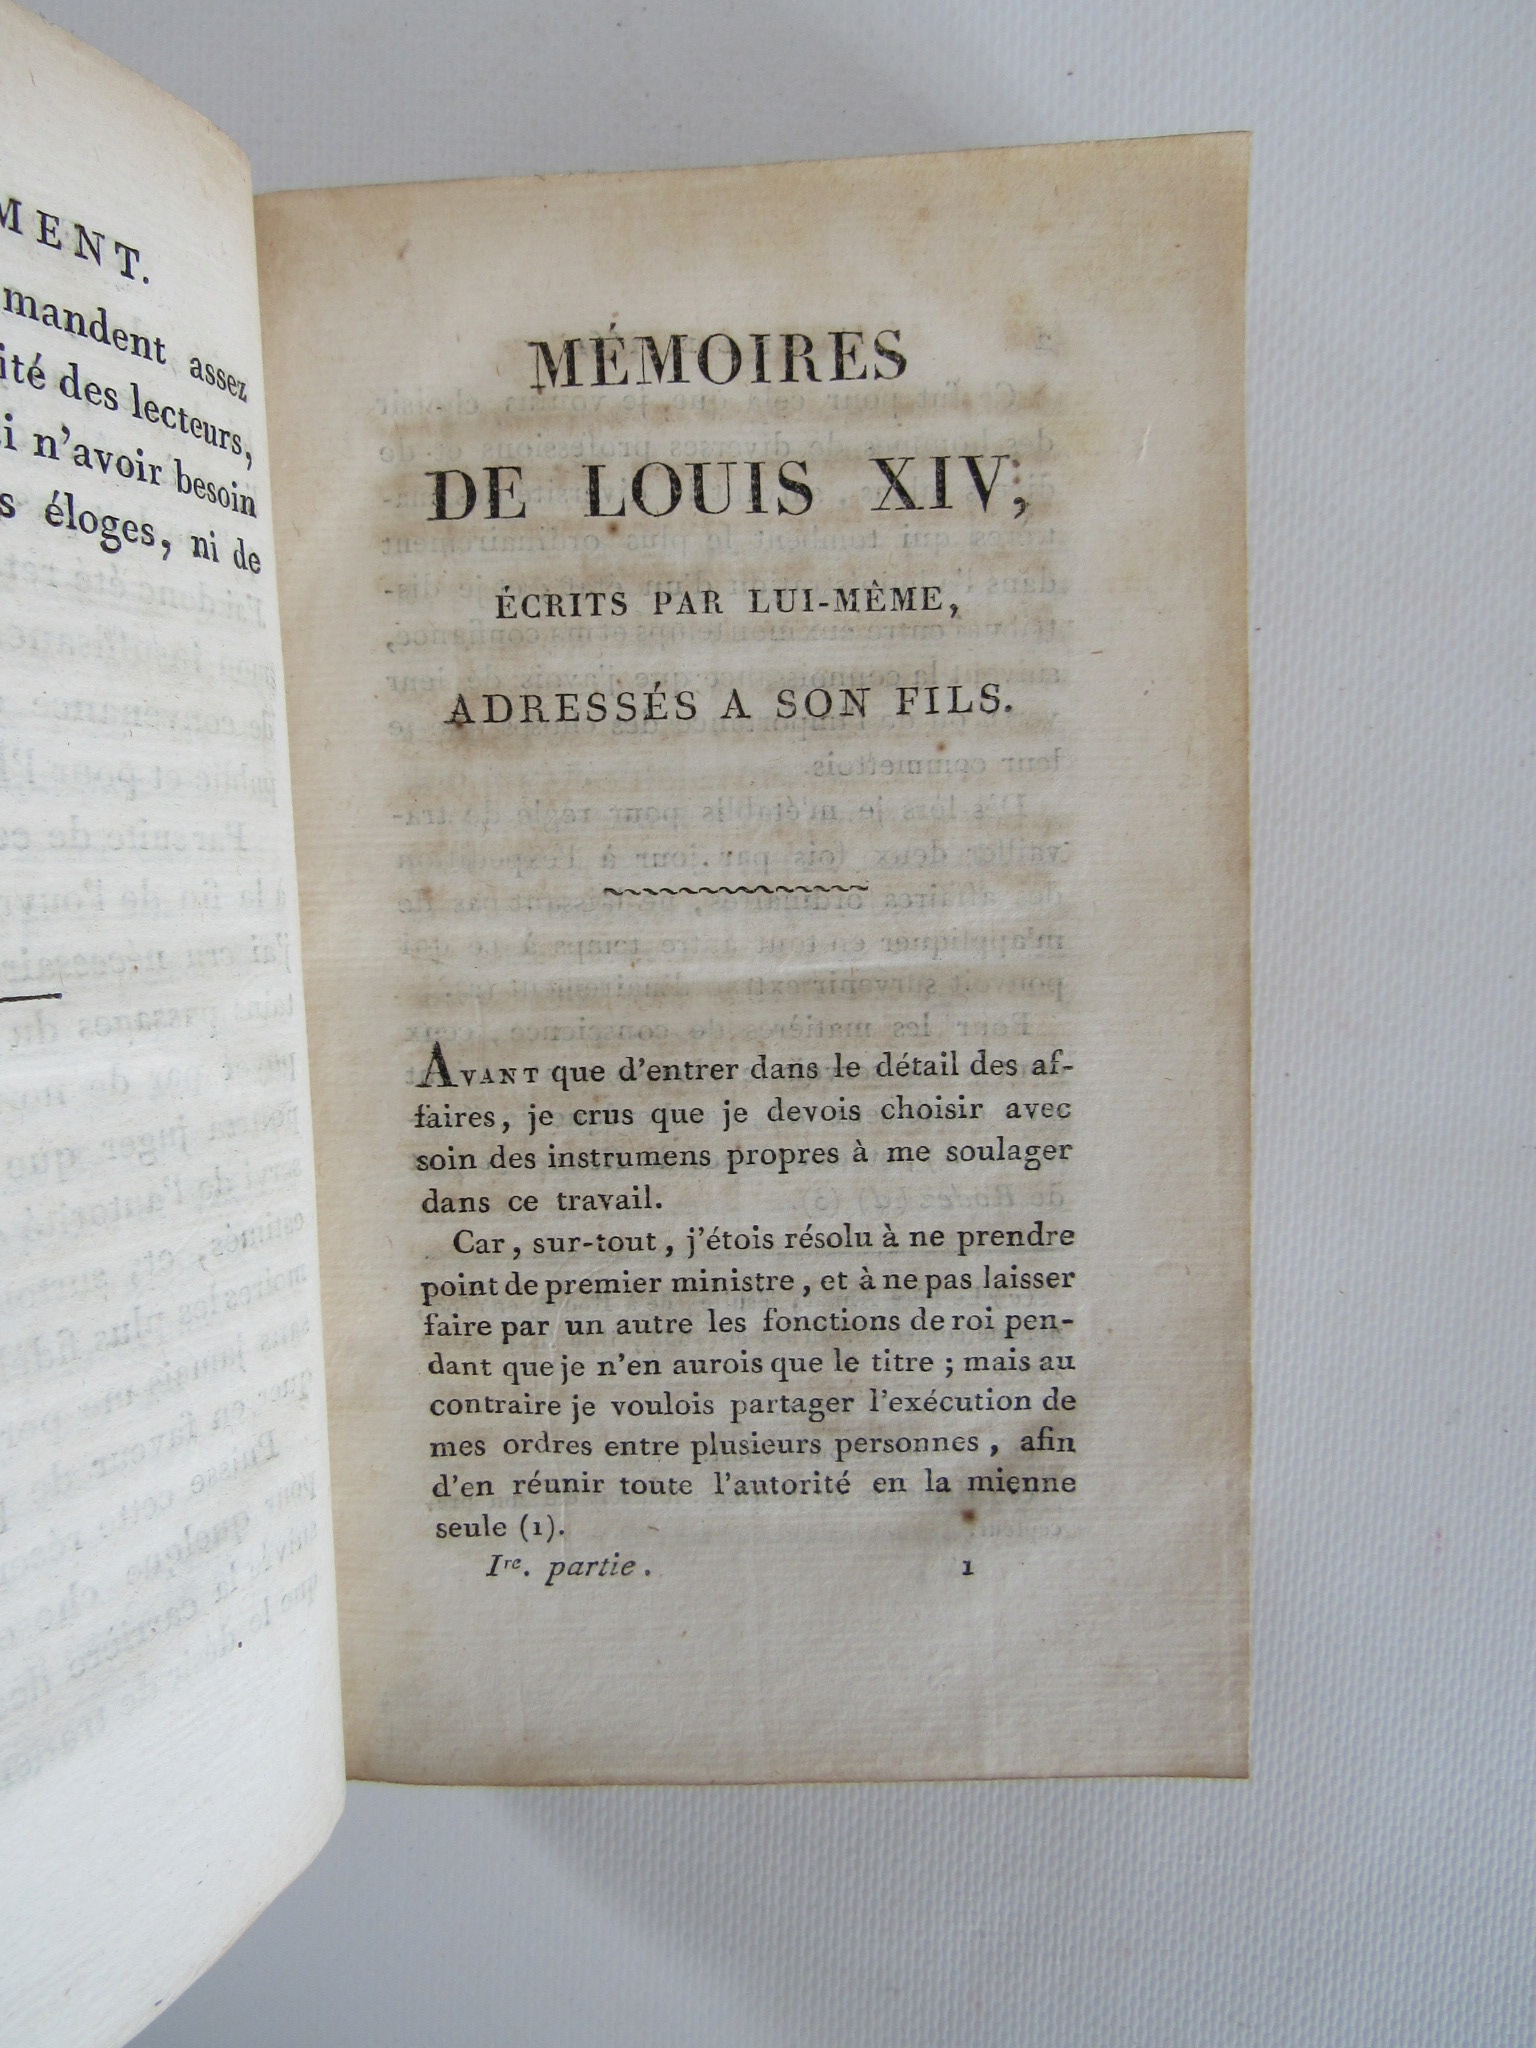 MENT.
mandent assez
ité des lecteurs,
i n'avoir besoin
s éloges, ni de
MÉMOIRES
DE LOUIS XIV,
ÉCRITS PAR LUI-MÊME,
ADRESSÉS A SON FILS.
AVANT que d'entrer dans le détail des af-
faires, je crus que je devois choisir avec
soin des instrumens propres à me soulager
dans ce travail.
Car, sur-tout, j'étois résolu à ne prendre
point de premier ministre, et à ne pas laisser
faire par un autre les fonctions de roi pen-
dant que je n'en aurois que le titre ; mais au
contraire je voulois partager l'exécution de
mes ordres entre plusieurs personnes, afin
d'en réunir toute l'autorité en la mienne
seule (1).
Ire. partie. 1